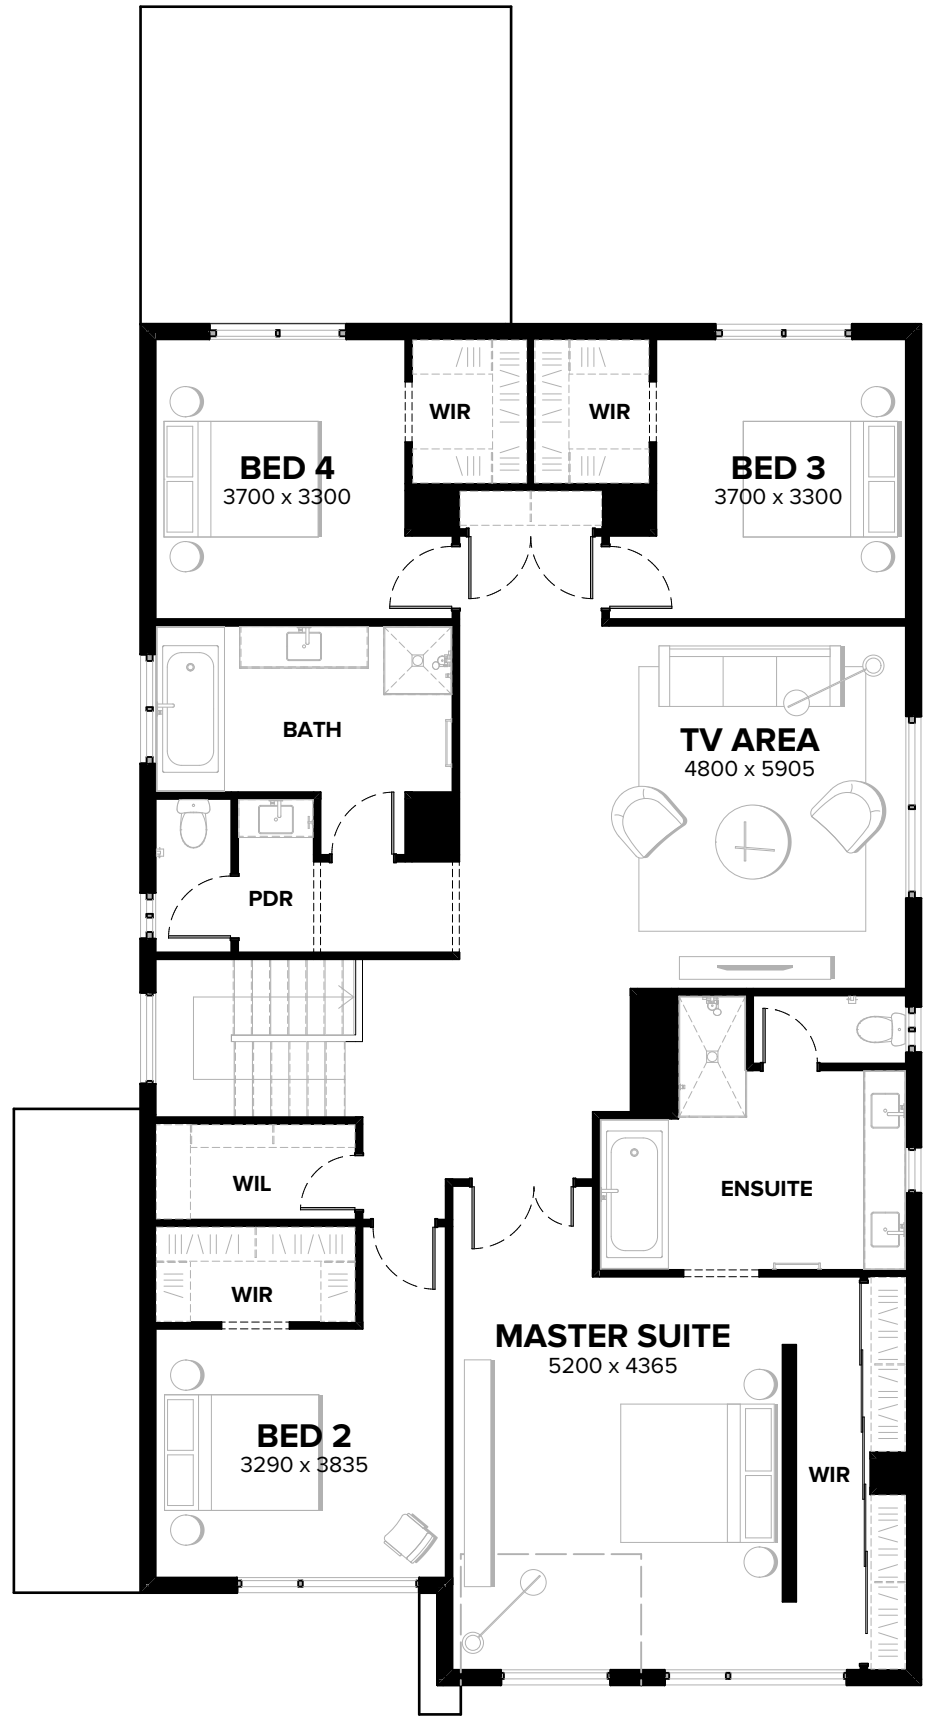 WIR
WIR
BED 4
3700 x 3300
BED 3
3700 x 3300
BATH
TV AREA
4800 x 5905
PDR
WIL
ENSUITE
WIR
MASTER SUITE
5200 x 4365
BED 2
3290 x 3835
WIR